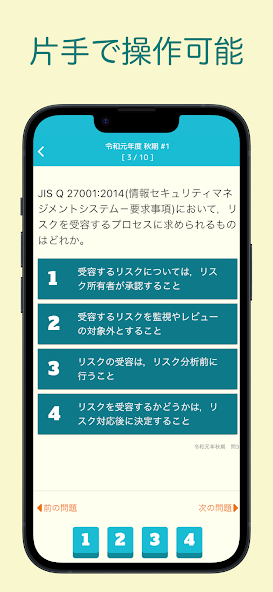 片手で操作可能
令和元年度 秋期 #1
[ 3 / 10 ]
JIS Q 27001:2014(情報セキュリティマネ
ジメントシステム－要求事項)において，リ
スクを受容するプロセスに求められるもの
はどれか。
1 受容するリスクについては，リス
ク所有者が承認すること
2 受容するリスクを監視やレビュー
の対象外とすること
3 リスクの受容は，リスク分析前に
行うこと
4 リスクを受容するかどうかは，リ
スク対応後に決定すること
令和元年秋期 問3
前の問題 次の問題
1 2 3 4